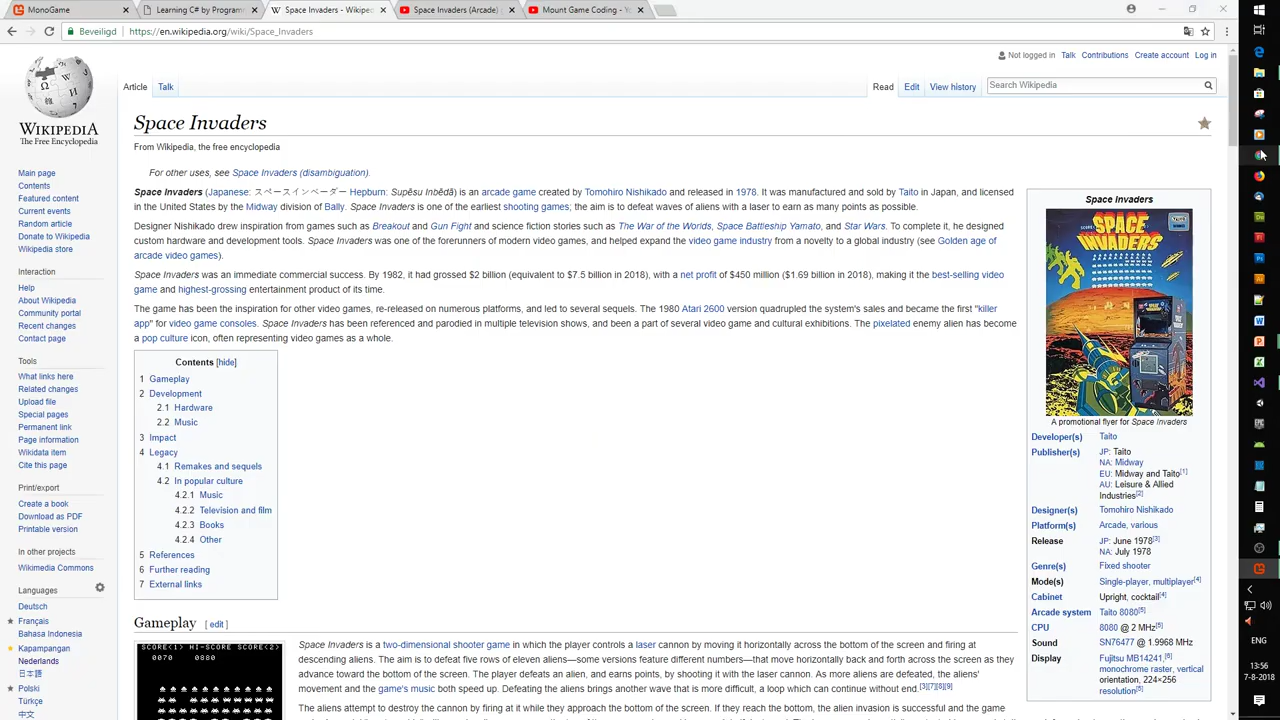 MonoGame
Learning C# by Programm
Space Invaders - Wikiped
Space Invaders (Arcade)
Mount Game Coding - Yo
Beveiligd
https://en.wikipedia.org/wiki/Space_Invaders
Not logged in Talk Contributions Create account Log in
Article Talk
Read Edit View history
Search Wikipedia
WIKIPEDIA
The Free Encyclopedia
Main page
Contents
Featured content
Current events
Random article
Donate to Wikipedia
Wikipedia store
Interaction
Help
About Wikipedia
Community portal
Recent changes
Contact page
Tools
What links here
Related changes
Upload file
Special pages
Permanent link
Page information
Wikidata item
Cite this page
Print/export
Create a book
Download as PDF
Printable version
In other projects
Wikimedia Commons
Languages
Deutsch
Français
Bahasa Indonesia
Kapampangan
Nederlands
日本語
Polski
Türkçe
中文
Space Invaders
From Wikipedia, the free encyclopedia
For other uses, see Space Invaders (disambiguation).
Space Invaders (Japanese: スペースインベーダー Hepburn: Supēsu Inbēdā) is an arcade game created by Tomohiro Nishikado and released in 1978. It was manufactured and sold by Taito in Japan, and licensed
in the United States by the Midway division of Bally. Space Invaders is one of the earliest shooting games; the aim is to defeat waves of aliens with a laser to earn as many points as possible.
Designer Nishikado drew inspiration from games such as Breakout and Gun Fight and science fiction stories such as The War of the Worlds, Space Battleship Yamato, and Star Wars. To complete it, he designed
custom hardware and development tools. Space Invaders was one of the forerunners of modern video games, and helped expand the video game industry from a novelty to a global industry (see Golden age of
arcade video games).
Space Invaders was an immediate commercial success. By 1982, it had grossed $2 billion (equivalent to $7.5 billion in 2018), with a net profit of $450 million ($1.69 billion in 2018), making it the best-selling video
game and highest-grossing entertainment product of its time.
The game has been the inspiration for other video games, re-released on numerous platforms, and led to several sequels. The 1980 Atari 2600 version quadrupled the system's sales and became the first "killer
app" for video game consoles. Space Invaders has been referenced and parodied in multiple television shows, and been a part of several video game and cultural exhibitions. The pixelated enemy alien has become
a pop culture icon, often representing video games as a whole.
Contents [hide]
1 Gameplay
2 Development
2.1 Hardware
2.2 Music
3 Impact
4 Legacy
4.1 Remakes and sequels
4.2 In popular culture
4.2.1 Music
4.2.2 Television and film
4.2.3 Books
4.2.4 Other
5 References
6 Further reading
7 External links
Gameplay [ edit ]
SCORE<1> HI-SCORE SCORE<2>
0070 0880
Space Invaders is a two-dimensional shooter game in which the player controls a laser cannon by moving it horizontally across the bottom of the screen and firing at
descending aliens. The aim is to defeat five rows of eleven aliens—some versions feature different numbers—that move horizontally back and forth across the screen as they
advance toward the bottom of the screen. The player defeats an alien, and earns points, by shooting it with the laser cannon. As more aliens are defeated, the aliens'
movement and the game's music both speed up. Defeating the aliens brings another wave that is more difficult, a loop which can continue without end.[3][7][8][9]
The aliens attempt to destroy the cannon by firing at it while they approach the bottom of the screen. If they reach the bottom, the alien invasion is successful and the game
Space Invaders
SPACE
INVADERS
A promotional flyer for Space Invaders
Developer(s) Taito
Publisher(s) JP: Taito
NA: Midway
EU: Midway and Taito[1]
AU: Leisure & Allied
Industries[2]
Designer(s) Tomohiro Nishikado
Platform(s) Arcade, various
Release JP: June 1978[3]
NA: July 1978
Genre(s) Fixed shooter
Mode(s) Single-player, multiplayer[4]
Cabinet Upright, cocktail[4]
Arcade system Taito 8080[5]
CPU 8080 @ 2 MHz[5]
Sound SN76477 @ 1.9968 MHz
Display Fujitsu MB14241,[6]
monochrome raster, vertical
orientation, 224×256
resolution[5]
ENG
13:56
7-8-2018